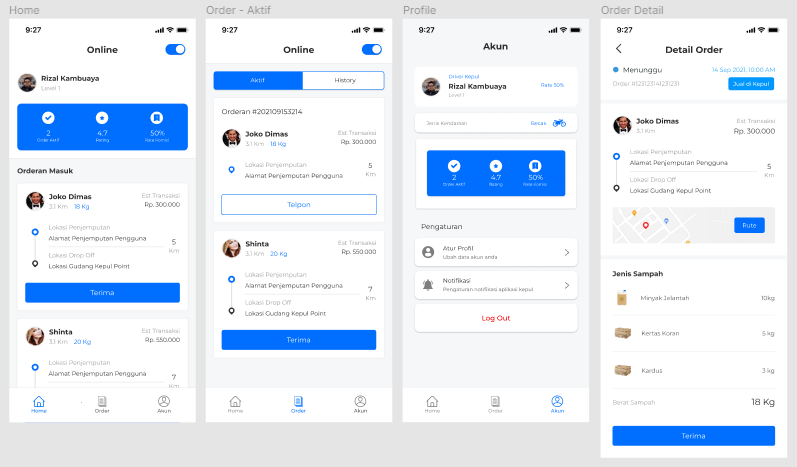 Home
9:27
Online
Rizal Kambuaya
Level 1
2
4.7
50%
Order Aktif
Rating
Rata Komisi
Orderan Masuk
Joko Dimas
Est Transaksi
3.1 Km 18 Kg
Rp. 300.000
Lokasi Penjemputan
Alamat Penjemputan Pengguna
5
Km
Lokasi Drop Off
Lokasi Gudang Kepul Point
Terima
Shinta
Est Transaksi
3.1 Km 20 Kg
Rp. 550.000
Lokasi Penjemputan
Alamat Penjemputan Pengguna
7
Km
Home
Order
Akun
Order - Aktif
9:27
Online
Aktif
History
Orderan #202109153214
Joko Dimas
Est Transaksi
3.1 Km 18 Kg
Rp. 300.000
Lokasi Penjemputan
5
Alamat Penjemputan Pengguna
Km
Telpon
Shinta
Est Transaksi
3.1 Km 20 Kg
Rp. 550.000
Lokasi Penjemputan
Alamat Penjemputan Pengguna
7
Km
Lokasi Drop Off
Lokasi Gudang Kepul Point
Terima
Home
Order
Akun
Profile
9:27
Akun
Driver Kepul
Rizal Kambuaya
Rate 50%
Level 1
Jenis Kendaraan
Becak
2
4.7
50%
Order Aktif
Rating
Rata Komisi
Pengaturan
Atur Profil
Ubah data akun anda
Notifikasi
Pengaturan notifikasi aplikasi kepul
Log Out
Home
Order
Akun
Order Detail
9:27
Detail Order
Menunggu
14 Sep 2021, 10:00 AM
Order #123123141231231
Jual di Kepul
Joko Dimas
Est Transaksi
3.1 Km
Rp. 300.000
Lokasi Penjemputan
Alamat Penjemputan Pengguna
5
Km
Lokasi Drop Off
Lokasi Gudang Kepul Point
Rute
Jenis Sampah
Minyak Jelantah
10kg
Kertas Koran
5 kg
Kardus
3 kg
Berat Sampah
18 Kg
Terima